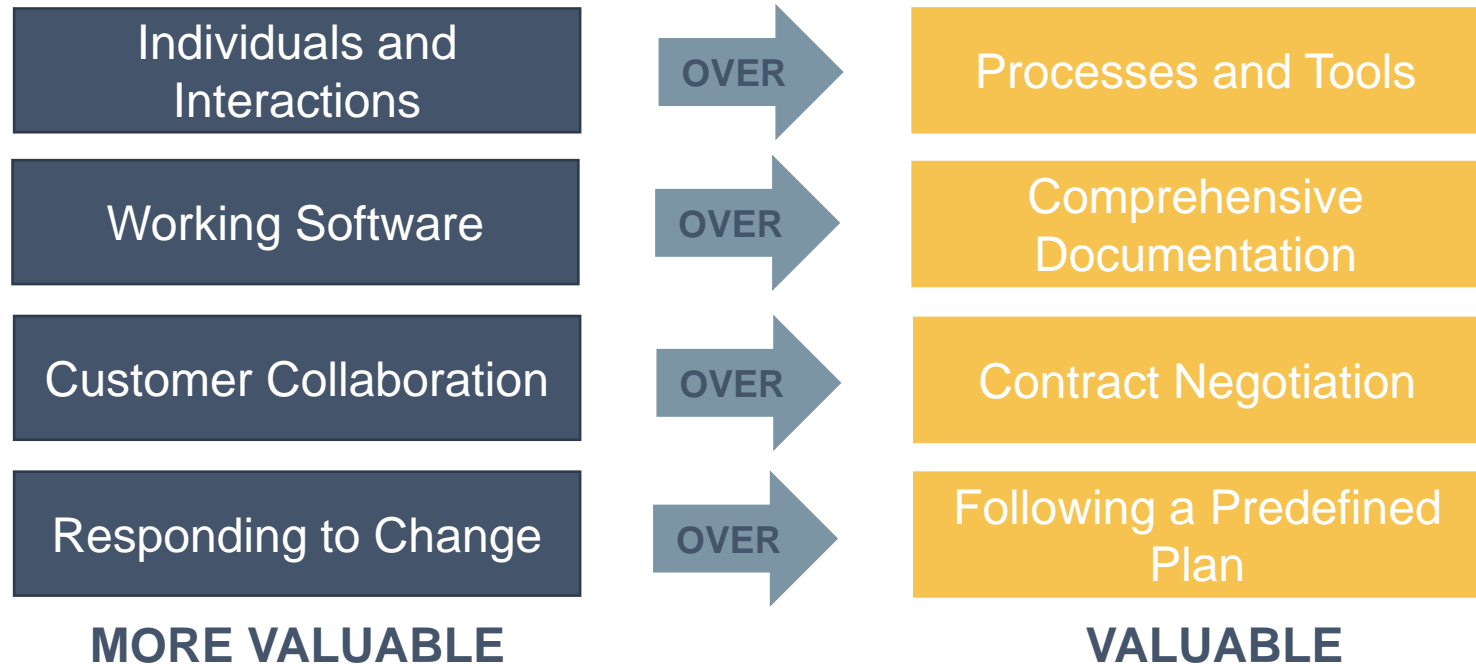 Individuals and
Interactions
OVER
Processes and Tools
Working Software
OVER
Comprehensive
Documentation
Customer Collaboration
OVER
Contract Negotiation
Responding to Change
OVER
Following a Predefined
Plan
MORE VALUABLE
VALUABLE